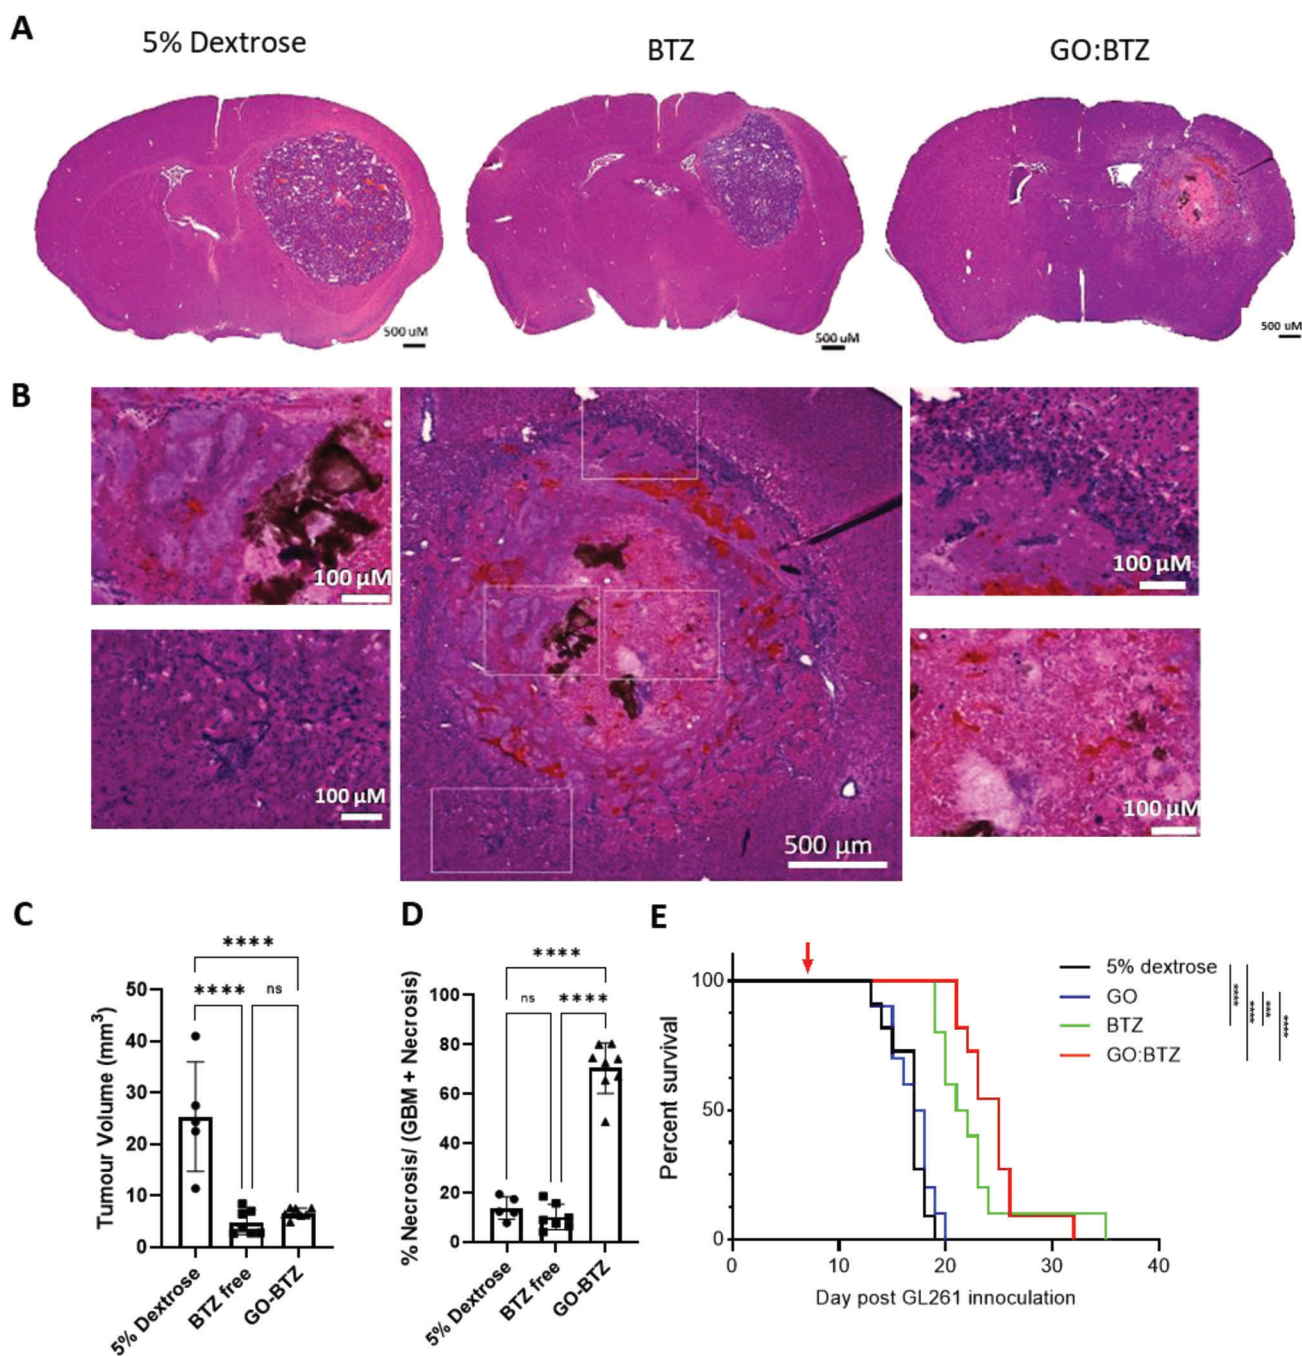 A
5% Dextrose
BTZ
GO:BTZ
500 uM
500 uM
500 uM
B
100 µM
100 µM
500 µm
100 µM
100 µM
C
****
****
ns
50
40
30
20
10
0
Tumour Volume (mm³)
5% Dextrose
BTZ free
GO-BTZ
D
****
ns
****
100
80
60
40
20
0
% Necrosis/ (GBM + Necrosis)
5% Dextrose
BTZ free
GO-BTZ
E
100
50
0
Percent survival
0
10
20
30
40
Day post GL261 innoculation
5% dextrose
GO
BTZ
GO:BTZ
****
****
***
****